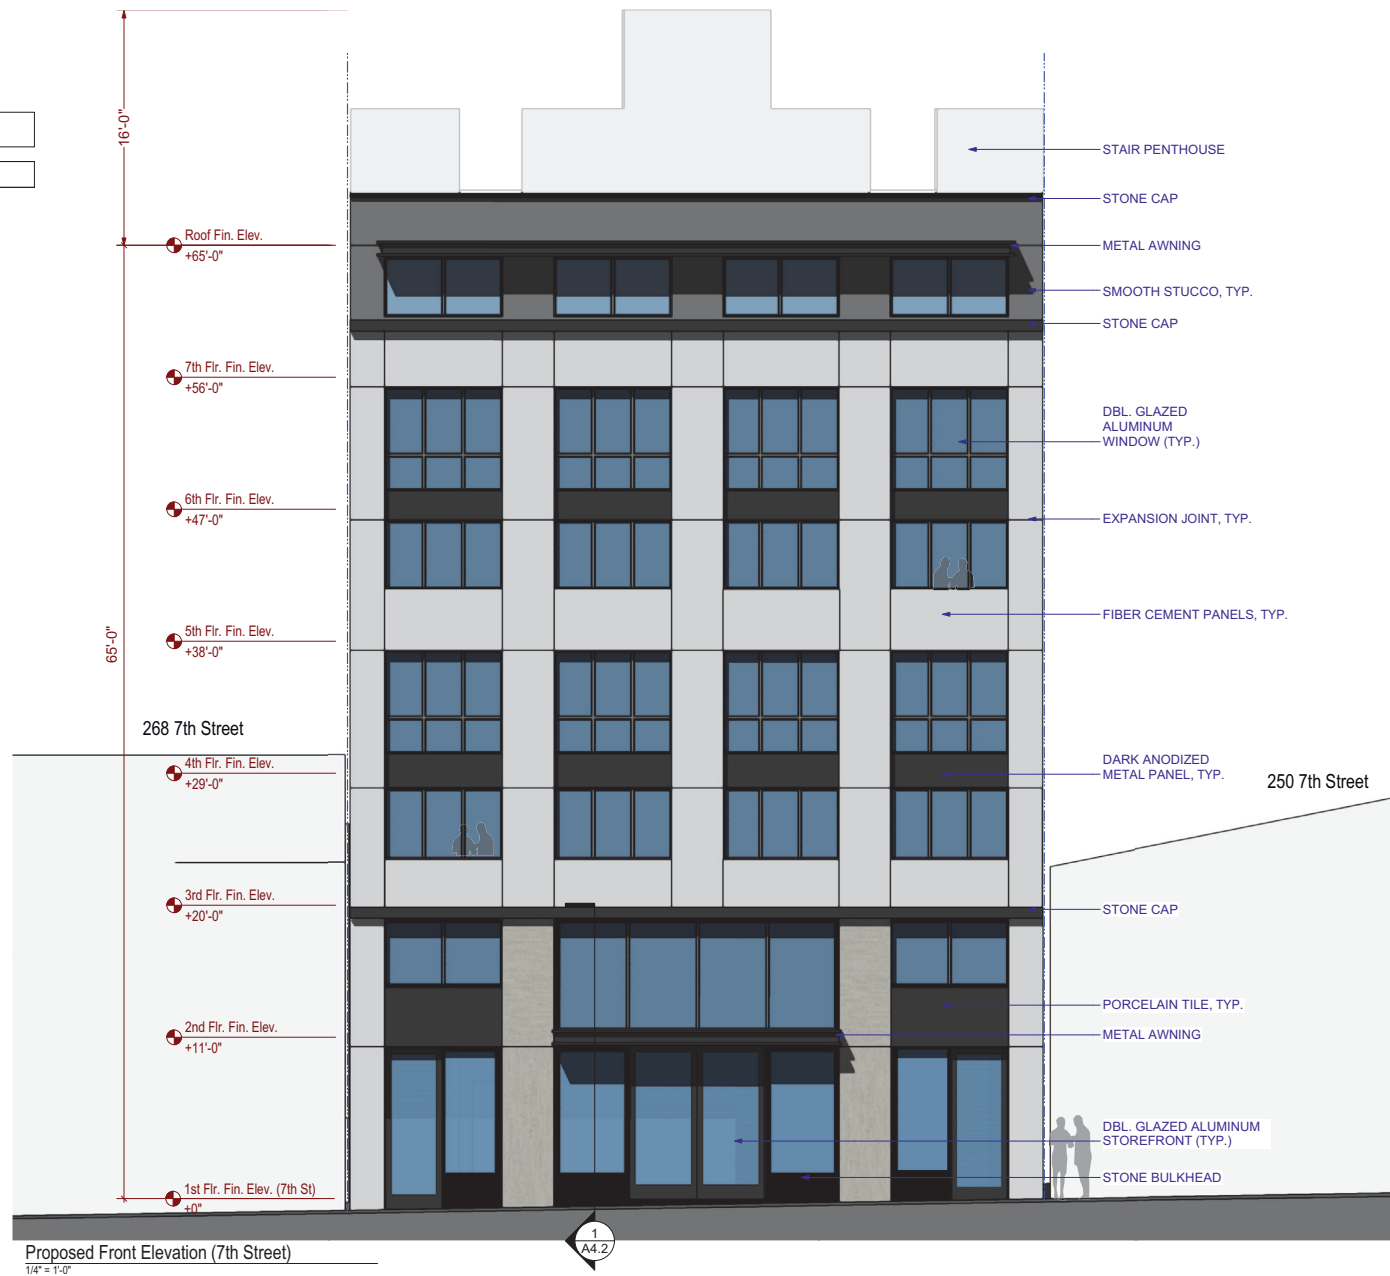 16'-0"
STAIR PENTHOUSE
STONE CAP
Roof Fin. Elev.
+65'-0"
METAL AWNING
SMOOTH STUCCO, TYP.
STONE CAP
7th Flr. Fin. Elev.
+56'-0"
DBL. GLAZED
ALUMINUM
WINDOW (TYP.)
6th Flr. Fin. Elev.
+47'-0"
EXPANSION JOINT, TYP.
FIBER CEMENT PANELS, TYP.
5th Flr. Fin. Elev.
+38'-0"
65'-0"
268 7th Street
4th Flr. Fin. Elev.
+29'-0"
DARK ANODIZED
METAL PANEL, TYP.
250 7th Street
3rd Flr. Fin. Elev.
+20'-0"
STONE CAP
PORCELAIN TILE, TYP.
2nd Flr. Fin. Elev.
+11'-0"
METAL AWNING
DBL. GLAZED ALUMINUM
STOREFRONT (TYP.)
STONE BULKHEAD
1st Flr. Fin. Elev. (7th St)
+0"
1
A4.2
Proposed Front Elevation (7th Street)
1/4" = 1'-0"